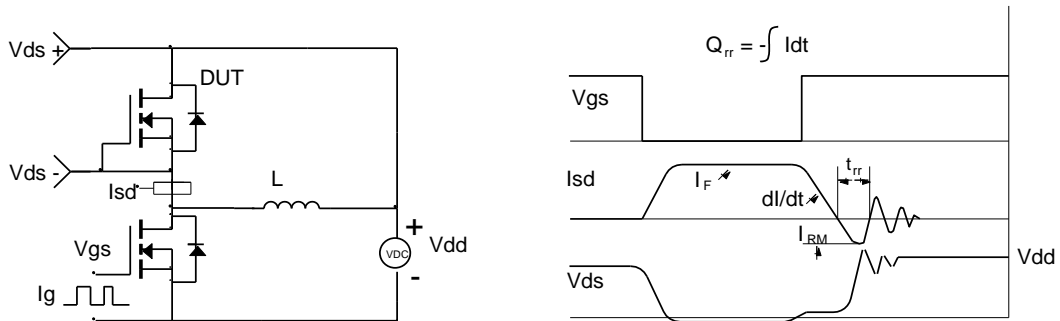 Vds +
DUT
Vds -
Isd
L
Vgs
+
VDC
-
Vdd
Ig
Qrr = -∫ Idt
Vgs
Isd
IF
dI/dt
trr
IRM
Vdd
Vds